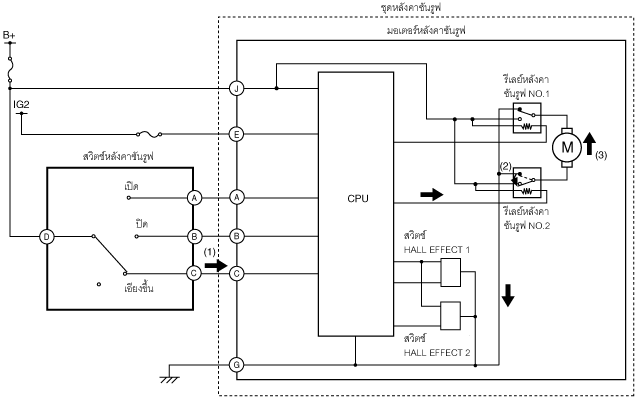 ชุดหลังคาซันรูฟ
มอเตอร์หลังคาซันรูฟ
B+
J
รีเลย์หลังคา
ซันรูฟ NO.1
IG2
E
M
(3)
สวิตช์หลังคาซันรูฟ
(2)
เปิด
A
A
CPU
รีเลย์หลังคา
ซันรูฟ NO.2
ปิด
D
B
B
(1)
สวิตช์
HALL EFFECT 1
C
C
เอียงขึ้น
สวิตช์
HALL EFFECT 2
G